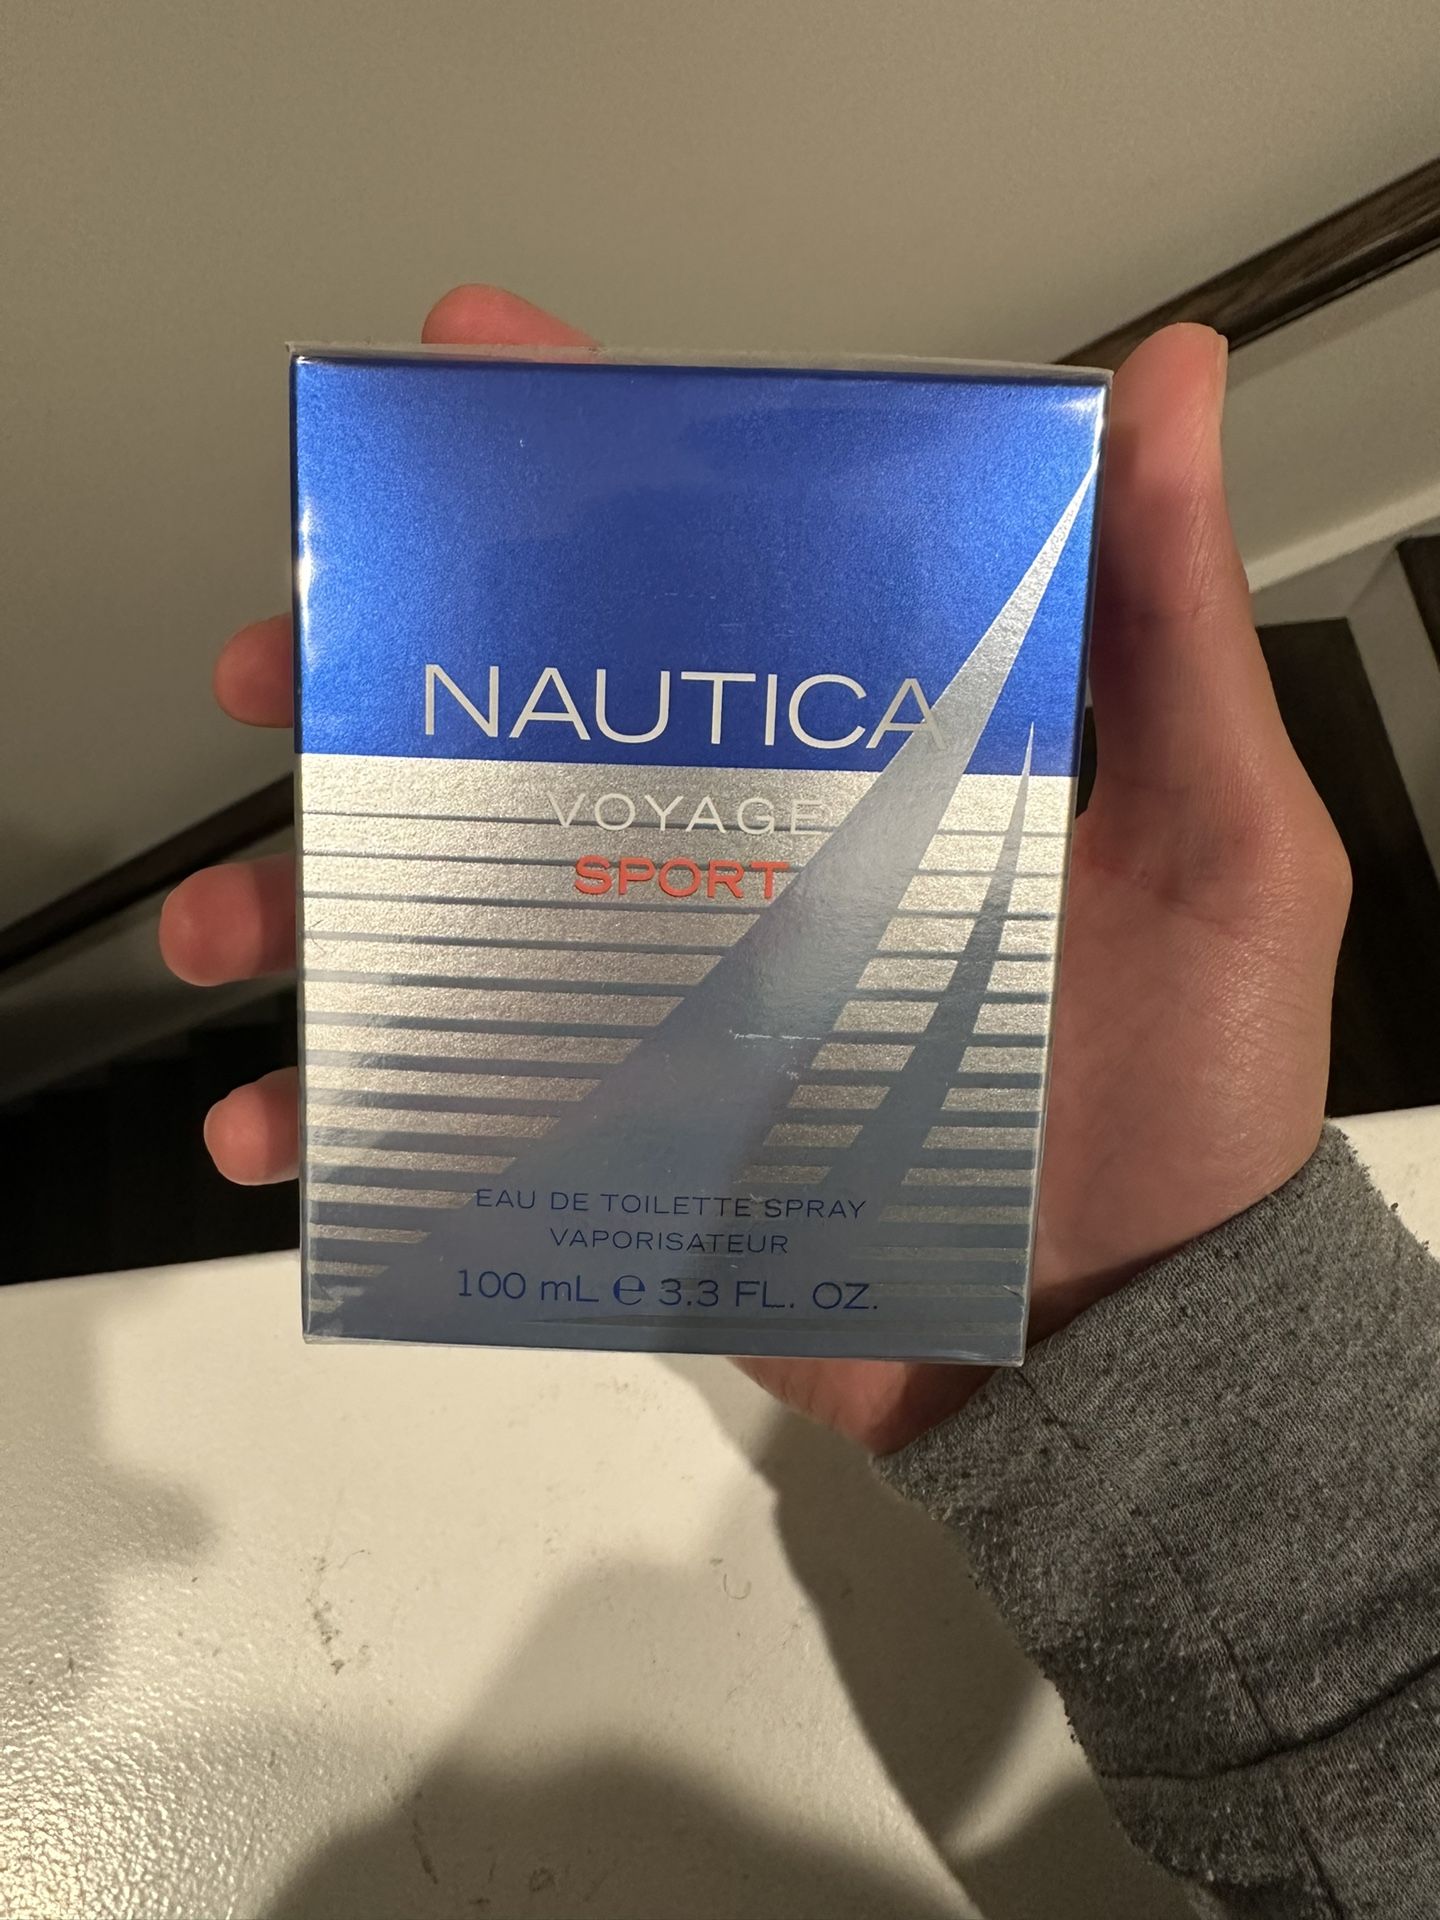 NAUTICA
VOYAGE
SPORT
EAU DE TOILETTE SPRAY
VAPORISATEUR
100 mL ℮ 3.3 FL. OZ.